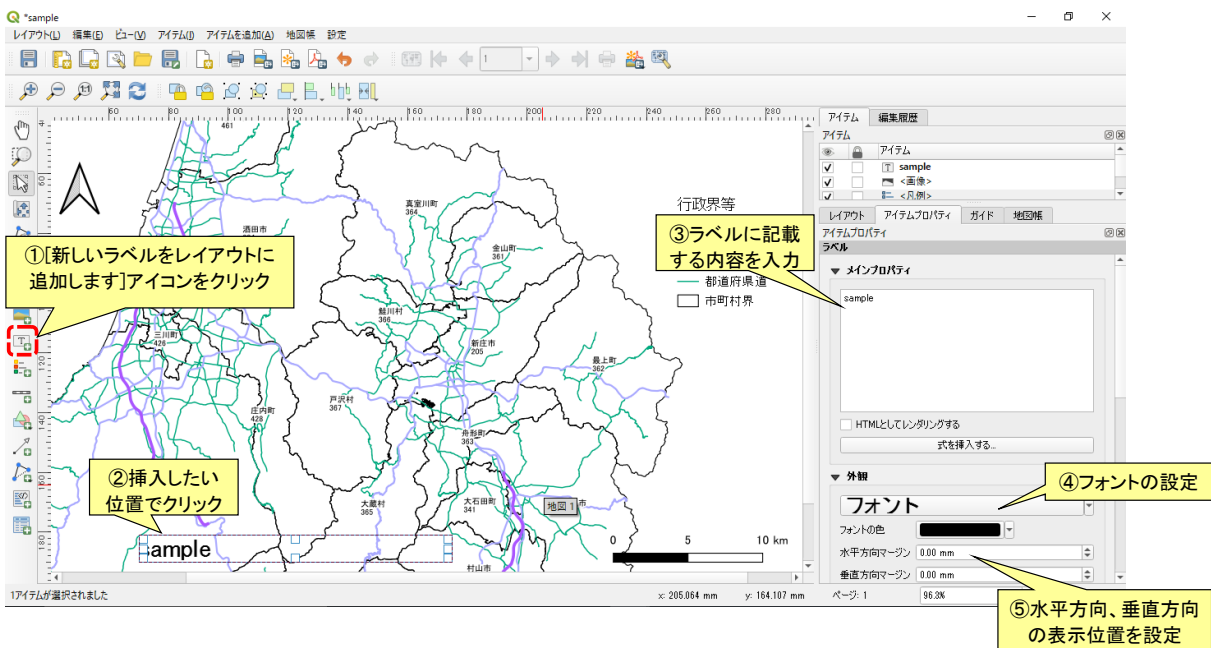 *sample
レイアウト(L) 編集(E) ビュー(V) アイテム(I) アイテムを追加(A) 地図帳 設定
1
60 80 100 120 140 160 180 200 220 240 260 280
アイテム 編集履歴
アイテム
アイテム
sample
<画像>
<凡例>
レイアウト アイテムプロパティ ガイド 地図帳
アイテムプロパティ
ラベル
メインプロパティ
sample
HTMLとしてレンダリングする
式を挿入する...
外観
フォント
フォントの色
水平方向マージン 0.00 mm
垂直方向マージン 0.00 mm
①[新しいラベルをレイアウトに
追加します]アイコンをクリック
②挿入したい
位置でクリック
③ラベルに記載
する内容を入力
④フォントの設定
⑤水平方向、垂直方向
の表示位置を設定
行政界等
都道府県道
市町村界
461
酒田市
真室川町
364
金山町
361
鮭川村
366
三川町
426
新庄市
205
最上町
362
戸沢村
367
庄内町
428
舟形町
363
大蔵村
365
大石田町
341
地図 1
市
村山市
sample
0 5 10 km
1アイテムが選択されました
x: 205.064 mm y: 164.107 mm ページ: 1 96.3%